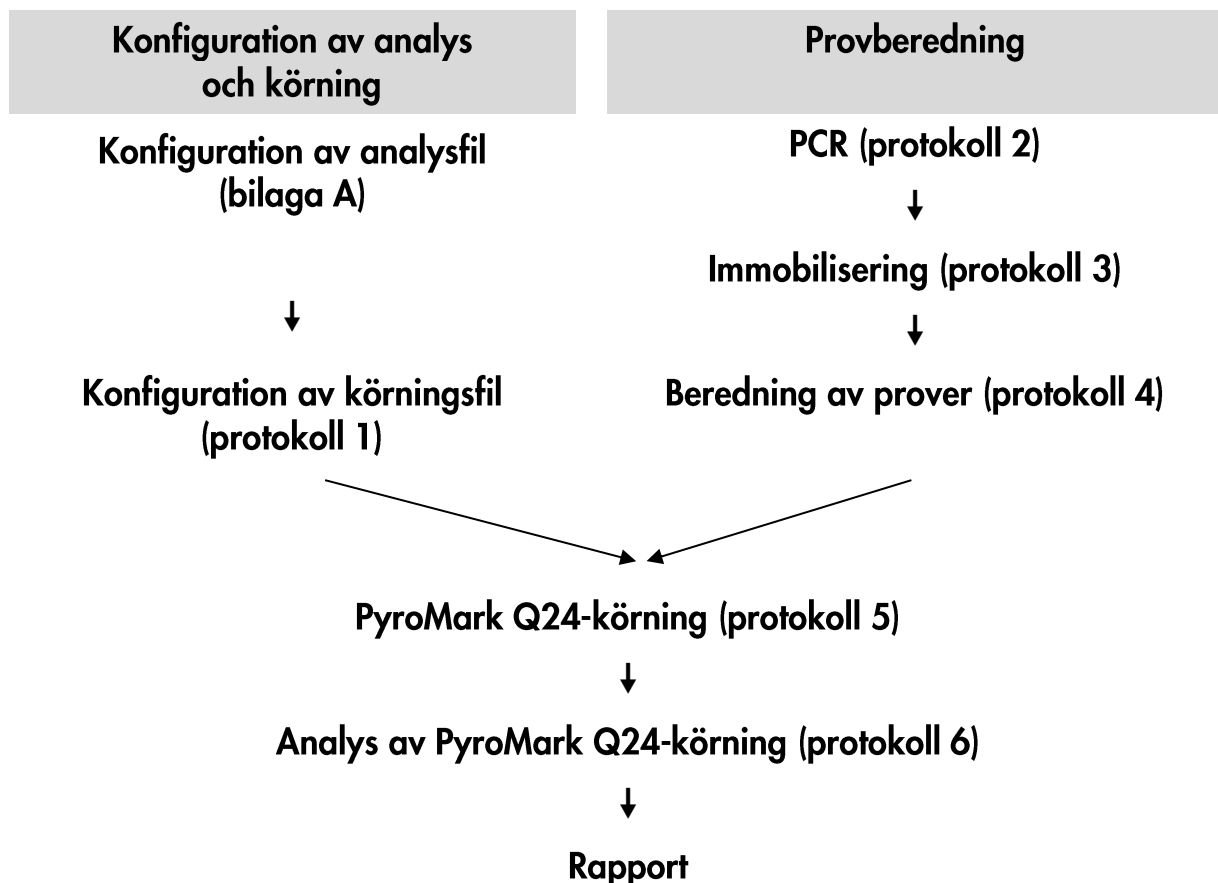 Konfiguration av analys
och körning
Konfiguration av analysfil
(bilaga A)
Konfiguration av körningsfil
(protokoll 1)
Provberedning
PCR (protokoll 2)
Immobilisering (protokoll 3)
Beredning av prover (protokoll 4)
PyroMark Q24-körning (protokoll 5)
Analys av PyroMark Q24-körning (protokoll 6)
Rapport